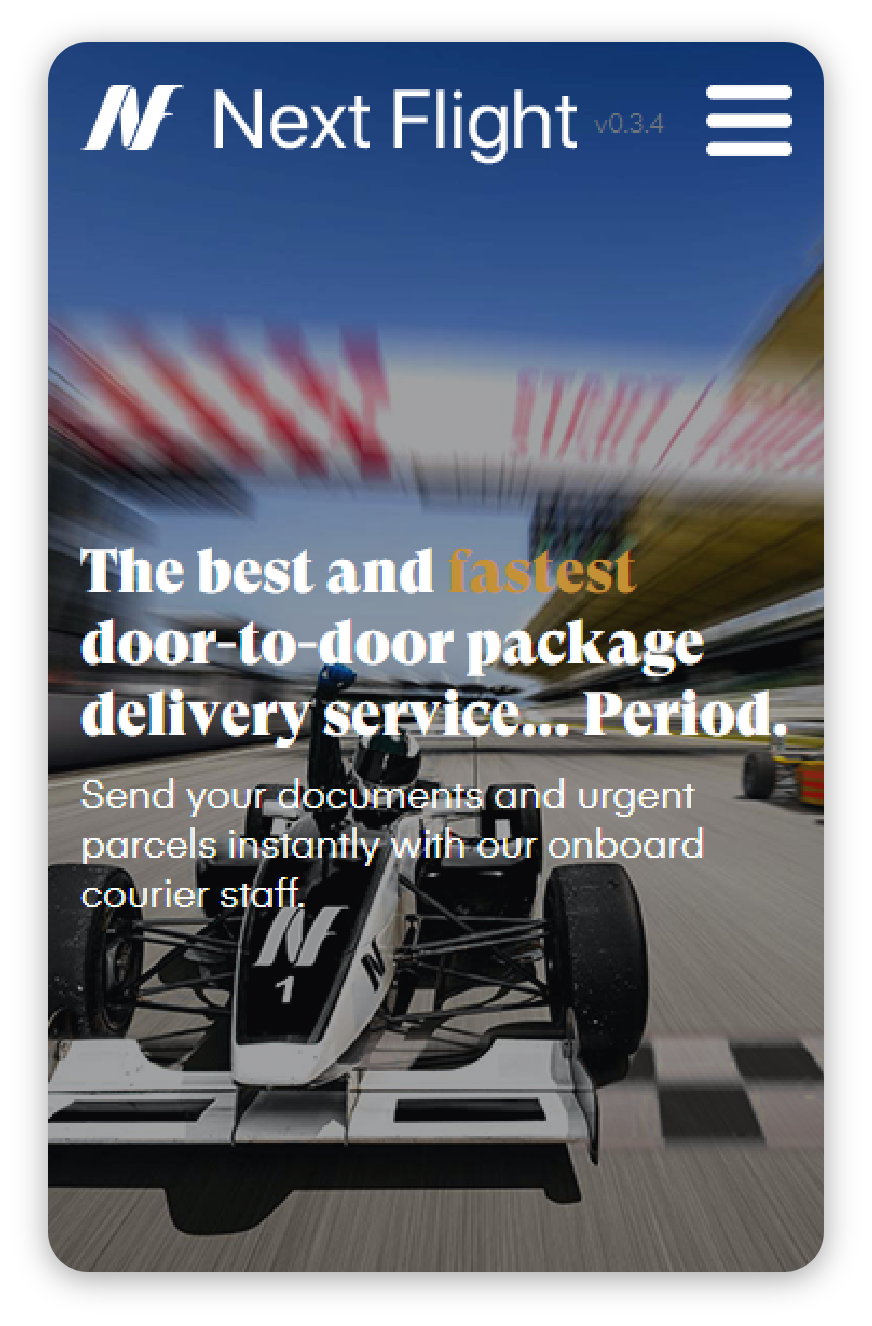 NF Next Flight v0.3.4
START
The best and fastest
door-to-door package
delivery service... Period.
Send your documents and urgent
parcels instantly with our onboard
courier staff.
NF
1
N